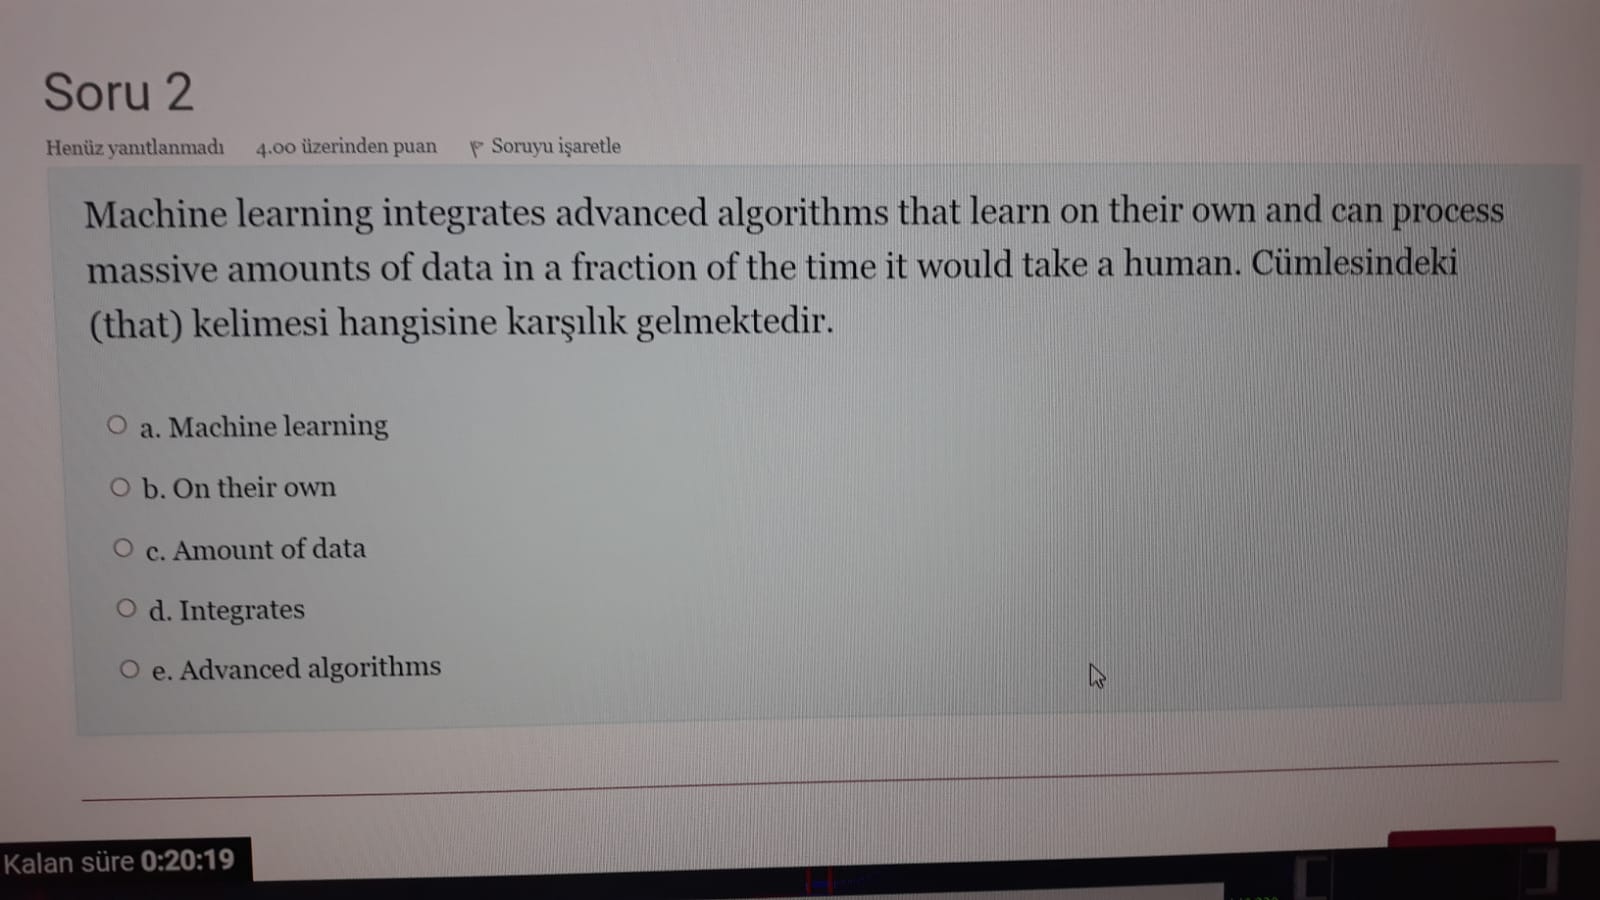 Soru 2
Henüz yanıtlanmadı 4.00 üzerinden puan Soruyu işaretle
Machine learning integrates advanced algorithms that learn on their own and can process
massive amounts of data in a fraction of the time it would take a human. Cümlesindeki
(that) kelimesi hangisine karşılık gelmektedir.
a. Machine learning
b. On their own
c. Amount of data
d. Integrates
e. Advanced algorithms
Kalan süre 0:20:19